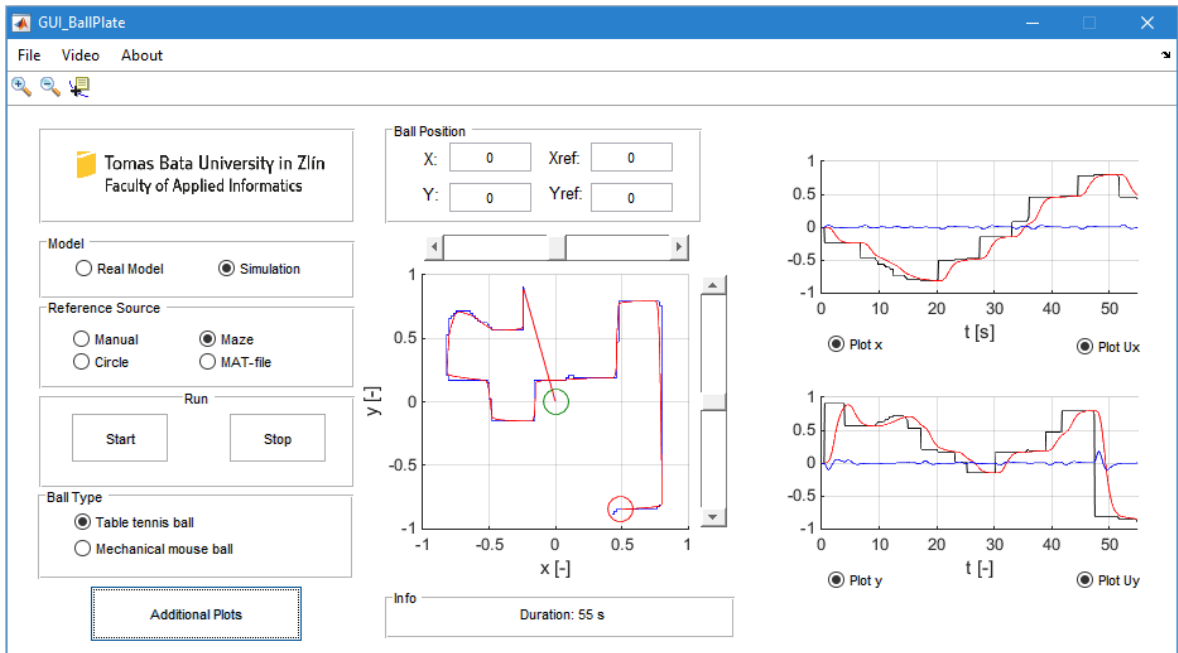 GUI_BallPlate
File Video About
Tomas Bata University in Zlín
Faculty of Applied Informatics
Model
Real Model Simulation
Reference Source
Manual Maze
Circle MAT-file
Run
Start Stop
Ball Type
Table tennis ball
Mechanical mouse ball
Additional Plots
Ball Position
X: 0 Xref: 0
Y: 0 Yref: 0
1
0.5
0
-0.5
-1
y [-]
-1 -0.5 0 0.5 1
x [-]
Info
Duration: 55 s
1
0.5
0
-0.5
-1
0 10 20 30 40 50
t [s]
Plot x Plot Ux
1
0.5
0
-0.5
-1
0 10 20 30 40 50
t [-]
Plot y Plot Uy